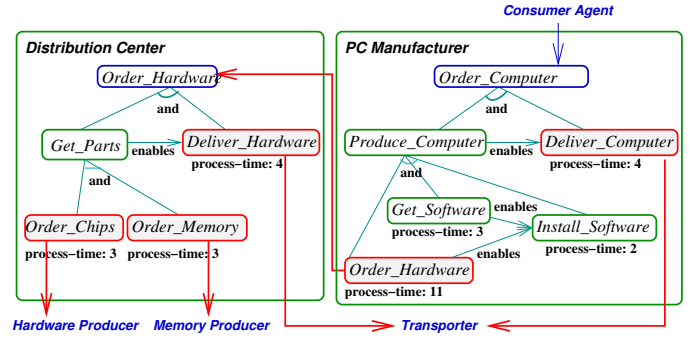 Consumer Agent
Distribution Center
PC Manufacturer
Order_Hardware
Order_Computer
and
and
Get_Parts
enables
Deliver_Hardware
process-time: 4
Produce_Computer
enables
Deliver_Computer
process-time: 4
and
and
Get_Software
enables
process-time: 3
Install_Software
process-time: 2
Order_Chips
process-time: 3
Order_Memory
process-time: 3
enables
Order_Hardware
process-time: 11
Hardware Producer
Memory Producer
Transporter